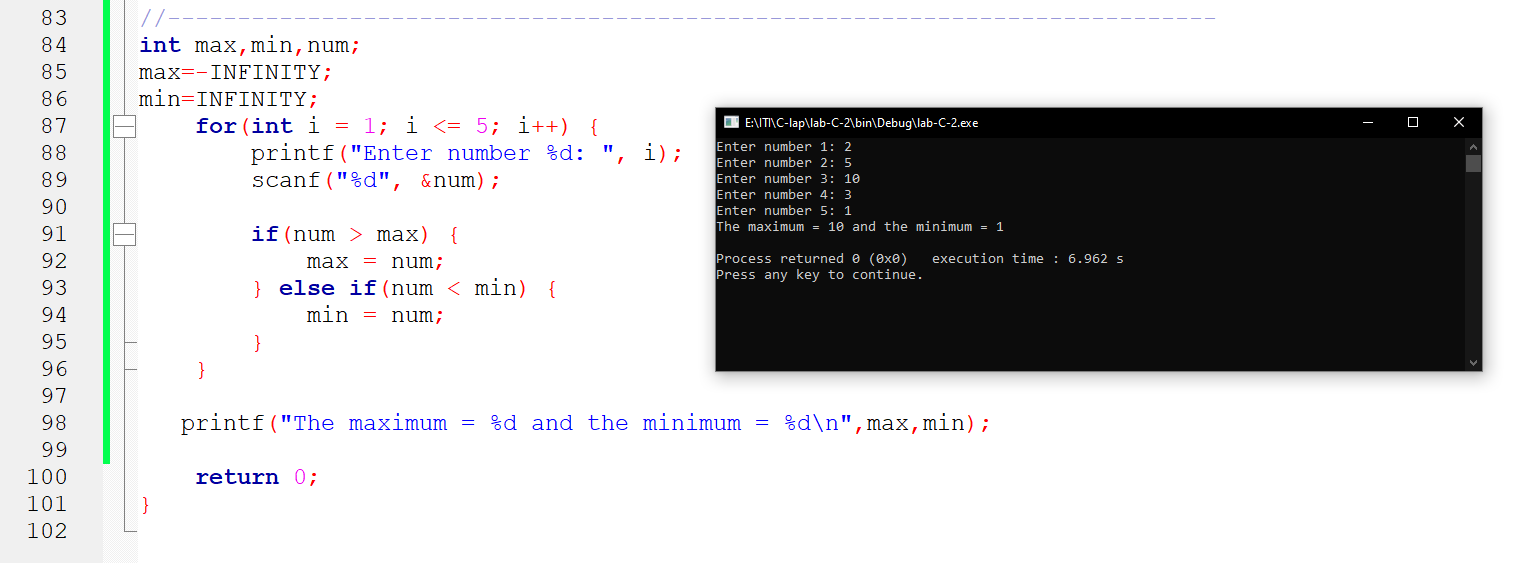 83 //---------------------------------------------------------------------------
84 int max,min,num;
85 max=-INFINITY;
86 min=INFINITY;
87 for(int i = 1; i <= 5; i++) {
88 printf("Enter number %d: ", i);
89 scanf("%d", &num);
90
91 if(num > max) {
92 max = num;
93 } else if(num < min) {
94 min = num;
95 }
96 }
97
98 printf("The maximum = %d and the minimum = %d\n",max,min);
99
100 return 0;
101 }
102
E:\ITI\C-lap\lab-C-2\bin\Debug\lab-C-2.exe
Enter number 1: 2
Enter number 2: 5
Enter number 3: 10
Enter number 4: 3
Enter number 5: 1
The maximum = 10 and the minimum = 1
Process returned 0 (0x0)   execution time : 6.962 s
Press any key to continue.